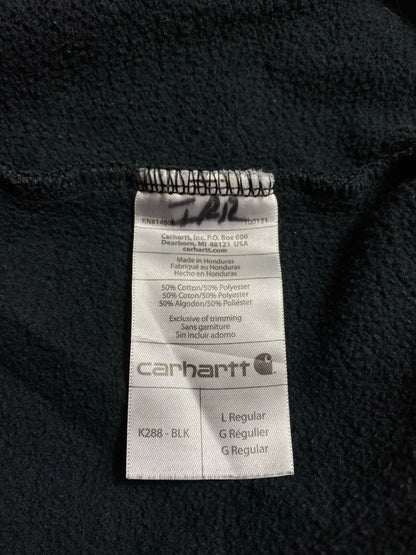 100121
Carhartt, Inc. P.O. Box 600
Dearborn, MI 48121 USA
carhartt.com
Made in Honduras
Fabriqué au Honduras
Hecho en Honduras
50% Cotton/50% Polyester
50% Coton/50% Polyester
50% Algodón/50% Poliéster
Exclusive of trimming
Sans garniture
Sin incluir adorno
carhartt
K288 - BLK
L Regular
G Régulier
G Regular